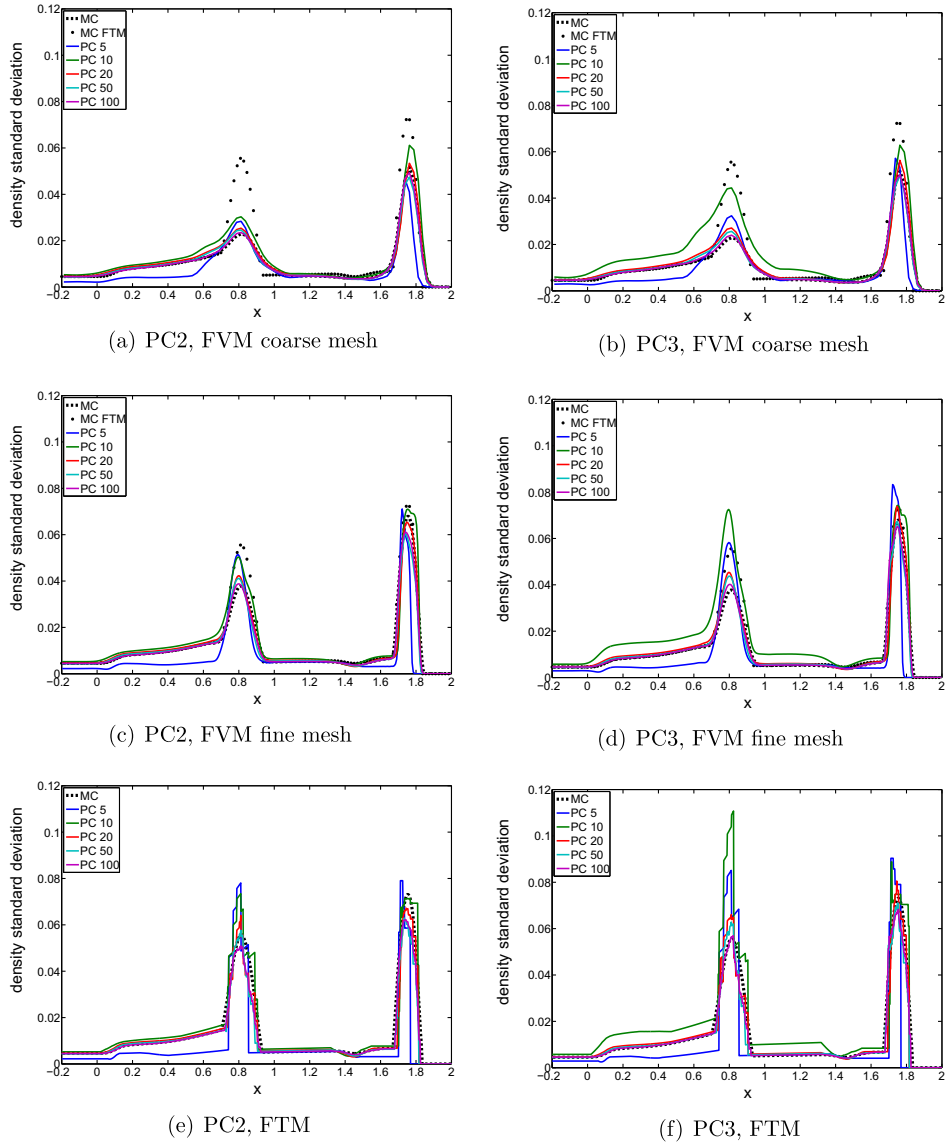 0.12
0.1
0.08
0.06
0.04
0.02
0
−0.2 0 0.2 0.4 0.6 0.8 1 1.2 1.4 1.6 1.8 2
density standard deviation
x
MC
MC FTM
PC 5
PC 10
PC 20
PC 50
PC 100
(a) PC2, FVM coarse mesh
0.12
0.1
0.08
0.06
0.04
0.02
0
−0.2 0 0.2 0.4 0.6 0.8 1 1.2 1.4 1.6 1.8 2
density standard deviation
x
MC
MC FTM
PC 5
PC 10
PC 20
PC 50
PC 100
(b) PC3, FVM coarse mesh
0.12
0.1
0.08
0.06
0.04
0.02
0
−0.2 0 0.2 0.4 0.6 0.8 1 1.2 1.4 1.6 1.8 2
density standard deviation
x
MC
MC FTM
PC 5
PC 10
PC 20
PC 50
PC 100
(c) PC2, FVM fine mesh
0.12
0.1
0.08
0.06
0.04
0.02
0
−0.2 0 0.2 0.4 0.6 0.8 1 1.2 1.4 1.6 1.8 2
density standard deviation
x
MC
MC FTM
PC 5
PC 10
PC 20
PC 50
PC 100
(d) PC3, FVM fine mesh
0.12
0.1
0.08
0.06
0.04
0.02
0
−0.2 0 0.2 0.4 0.6 0.8 1 1.2 1.4 1.6 1.8 2
density standard deviation
x
MC
PC 5
PC 10
PC 20
PC 50
PC 100
(e) PC2, FTM
0.12
0.1
0.08
0.06
0.04
0.02
0
−0.2 0 0.2 0.4 0.6 0.8 1 1.2 1.4 1.6 1.8 2
density standard deviation
x
MC
PC 5
PC 10
PC 20
PC 50
PC 100
(f) PC3, FTM